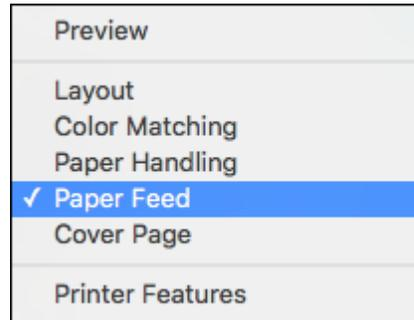 Preview
Layout
Color Matching
Paper Handling
✓ Paper Feed
Cover Page
Printer Features